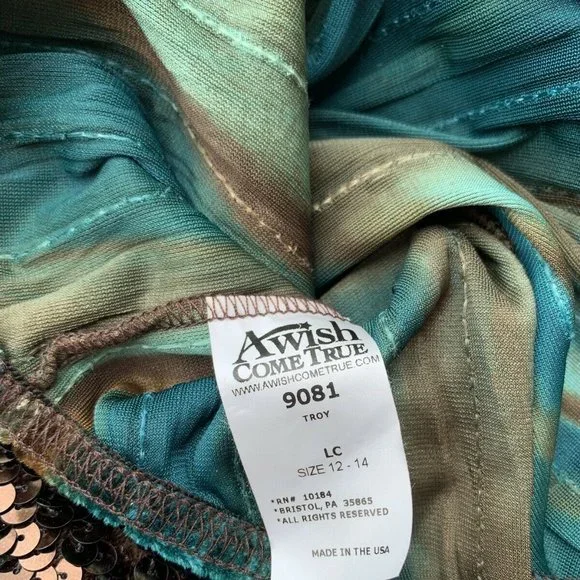 A wish
COME TRUE
WWW.AWISHCOMETRUE.COM
9081
TROY
LC
SIZE 12 - 14
*RN# 10184
*BRISTOL, PA 35865
*ALL RIGHTS RESERVED
MADE IN THE USA